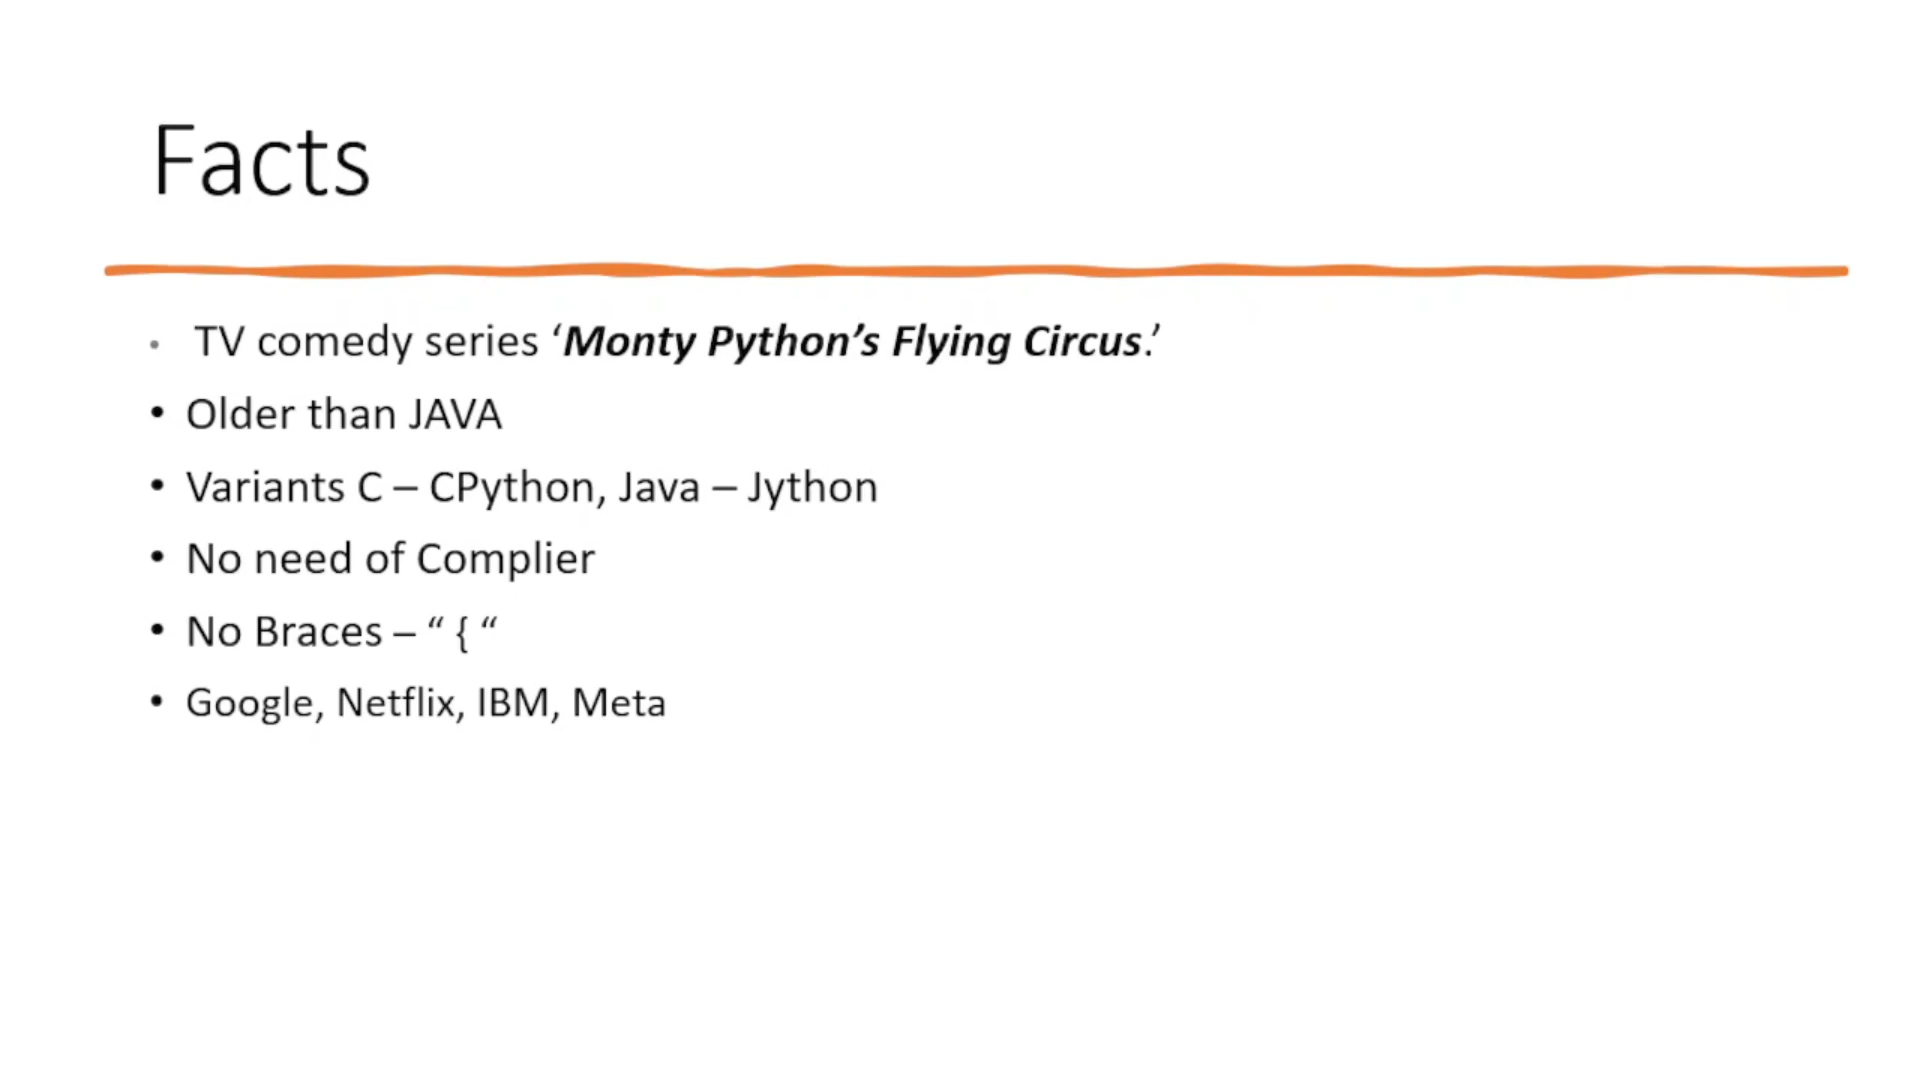 Facts
• TV comedy series ‘Monty Python’s Flying Circus.’
• Older than JAVA
• Variants C – CPython, Java – Jython
• No need of Complier
• No Braces – “ { “
• Google, Netflix, IBM, Meta